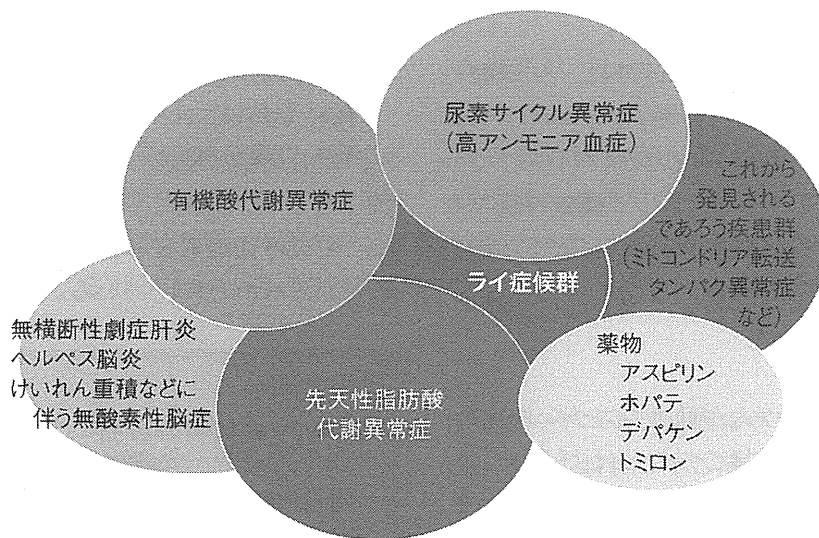 尿素サイクル異常症
(高アンモニア血症)
有機酸代謝異常症
これから
発見される
であろう疾患群
(ミトコンドリア転送
タンパク異常症
など)
ライ症候群
無横断性劇症肝炎
ヘルペス脳炎
けいれん重積などに
伴う無酸素性脳症
先天性脂肪酸
代謝異常症
薬物
アスピリン
ホパテ
デパケン
トミロン